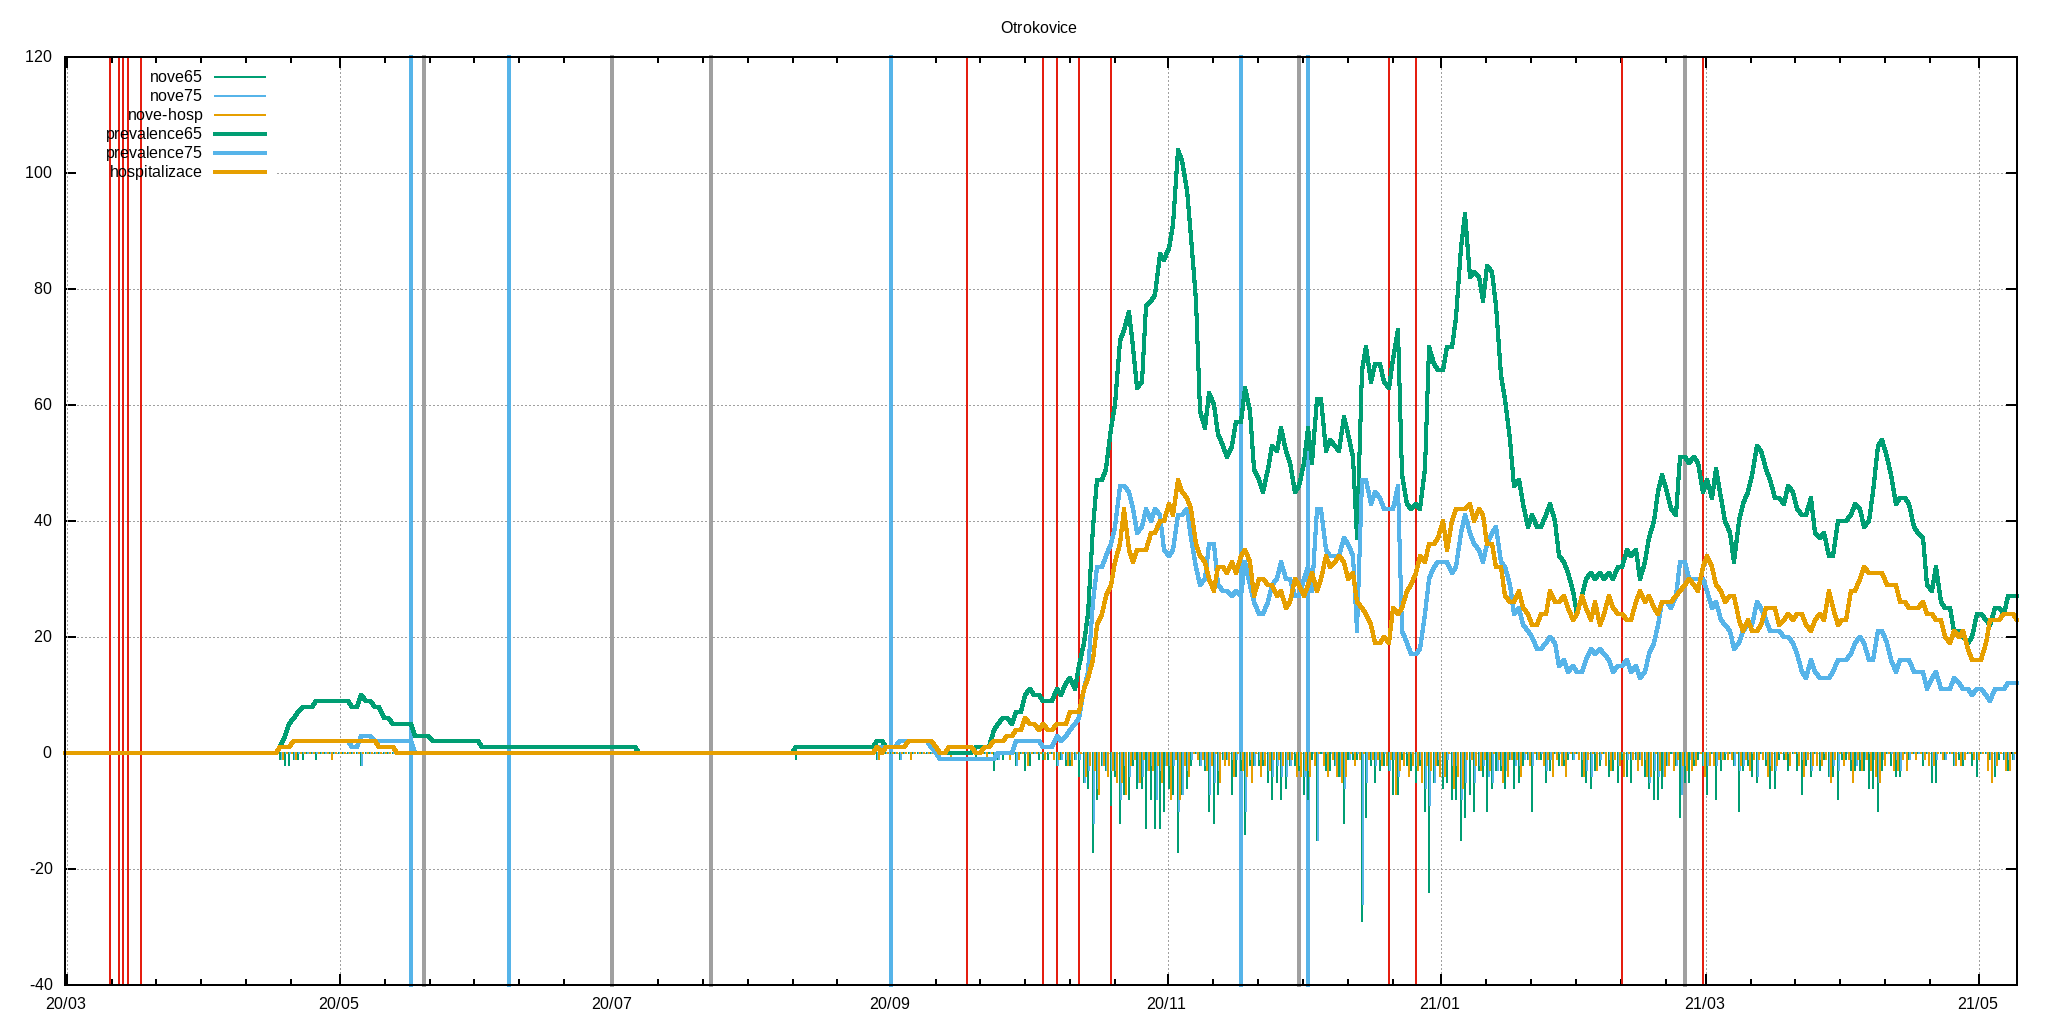 Otrokovice
120
100
80
60
40
20
0
-20
-40
nove65
nove75
nove-hosp
prevalence65
prevalence75
hospitalizace
20/03 20/05 20/07 20/09 20/11 21/01 21/03 21/05